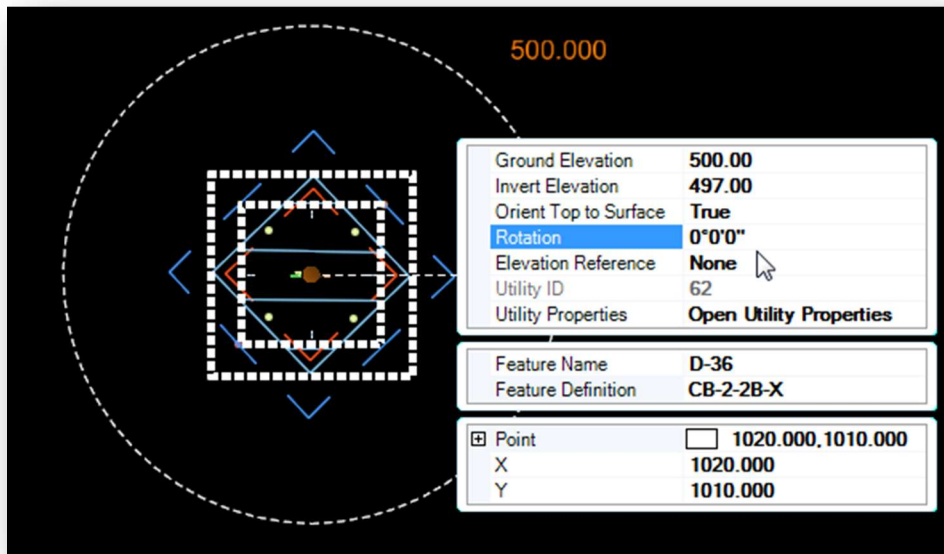 500.000
Ground Elevation 500.00
Invert Elevation 497.00
Orient Top to Surface True
Rotation 0°0'0"
Elevation Reference None
Utility ID 62
Utility Properties Open Utility Properties
Feature Name D-36
Feature Definition CB-2-2B-X
Point 1020.000,1010.000
X 1020.000
Y 1010.000